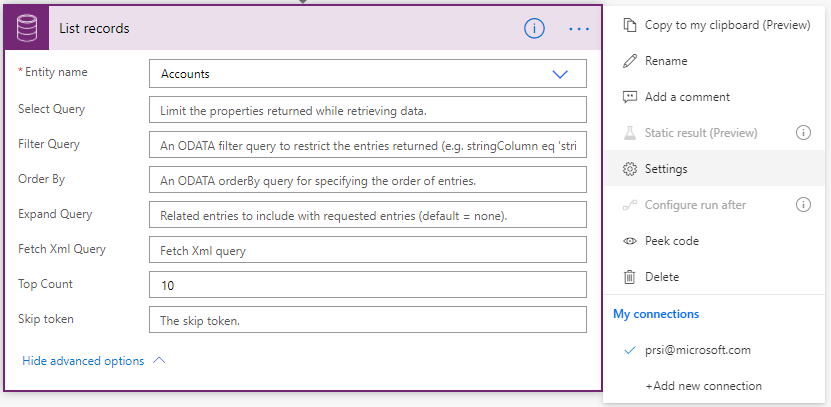 List records
* Entity name
Accounts
Select Query
Limit the properties returned while retrieving data.
Filter Query
An ODATA filter query to restrict the entries returned (e.g. stringColumn eq 'stri
Order By
An ODATA orderBy query for specifying the order of entries.
Expand Query
Related entries to include with requested entries (default = none).
Fetch Xml Query
Fetch Xml query
Top Count
10
Skip token
The skip token.
Hide advanced options
Copy to my clipboard (Preview)
Rename
Add a comment
Static result (Preview)
Settings
Configure run after
Peek code
Delete
My connections
prsi@microsoft.com
+Add new connection